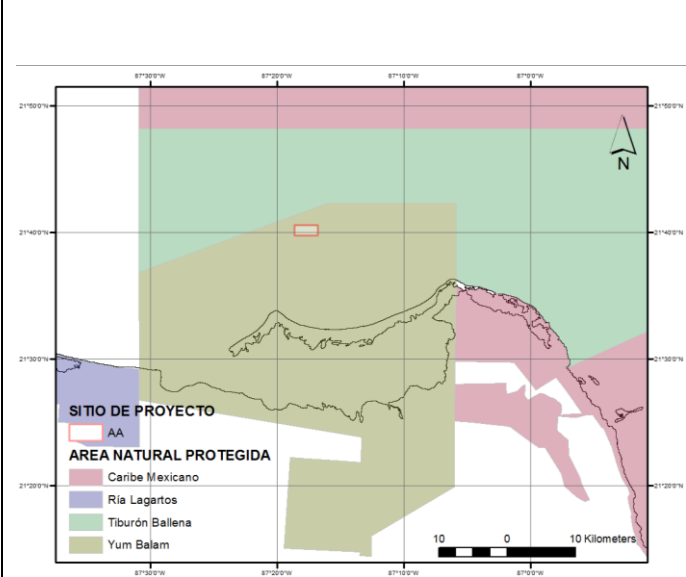 87°30'0"W 87°20'0"W 87°10'0"W 87°0'0"W
21°50'0"N 21°50'0"N
N
21°40'0"N 21°40'0"N
21°30'0"N 21°30'0"N
SITIO DE PROYECTO
AA
AREA NATURAL PROTEGIDA
Caribe Mexicano
Ría Lagartos
21°20'0"N 21°20'0"N
Tiburón Ballena
Yum Balam
10 0 10 Kilometers
87°30'0"W 87°20'0"W 87°10'0"W 87°0'0"W